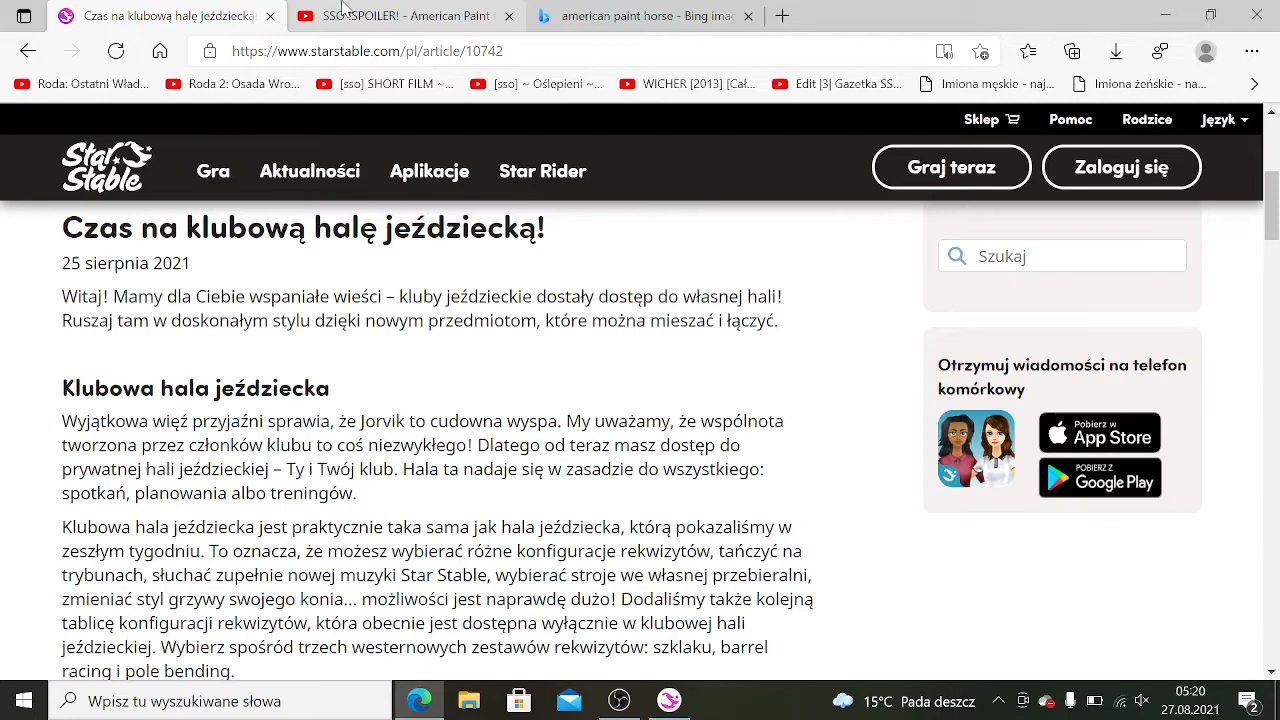 Czas na klubową halę jeździecką!
SSO SPOILER! - American Paint
american paint horse - Bing imag
https://www.starstable.com/pl/article/10742
Roda: Ostatni Wład...
Roda 2: Osada Wro...
[sso] SHORT FILM ~...
[sso] ~ Oślepieni ~...
WICHER [2013] [Cał...
Edit |3| Gazetka SS...
Imiona męskie - naj...
Imiona żeńskie - na...
Sklep
Pomoc
Rodzice
Język
Star Stable
Gra
Aktualności
Aplikacje
Star Rider
Graj teraz
Zaloguj się
Czas na klubową halę jeździecką!
25 sierpnia 2021
Witaj! Mamy dla Ciebie wspaniałe wieści – kluby jeździeckie dostały dostęp do własnej hali!
Ruszaj tam w doskonałym stylu dzięki nowym przedmiotom, które można mieszać i łączyć.
Klubowa hala jeździecka
Wyjątkowa więź przyjaźni sprawia, że Jorvik to cudowna wyspa. My uważamy, że wspólnota
tworzona przez członków klubu to coś niezwykłego! Dlatego od teraz masz dostęp do
prywatnej hali jeździeckiej – Ty i Twój klub. Hala ta nadaje się w zasadzie do wszystkiego:
spotkań, planowania albo treningów.
Klubowa hala jeździecka jest praktycznie taka sama jak hala jeździecka, którą pokazaliśmy w
zeszłym tygodniu. To oznacza, że możesz wybierać różne konfiguracje rekwizytów, tańczyć na
trybunach, słuchać zupełnie nowej muzyki Star Stable, wybierać stroje we własnej przebieralni,
zmieniać styl grzywy swojego konia... możliwości jest naprawdę dużo! Dodaliśmy także kolejną
tablicę konfiguracji rekwizytów, która obecnie jest dostępna wyłącznie w klubowej hali
jeździeckiej. Wybierz spośród trzech westernowych zestawów rekwizytów: szklaku, barrel
racing i pole bending.
Szukaj
Otrzymuj wiadomości na telefon
komórkowy
Pobierz w
App Store
POBIERZ Z
Google Play
Wpisz tu wyszukiwane słowa
15°C Pada deszcz
05:20
27.08.2021
2